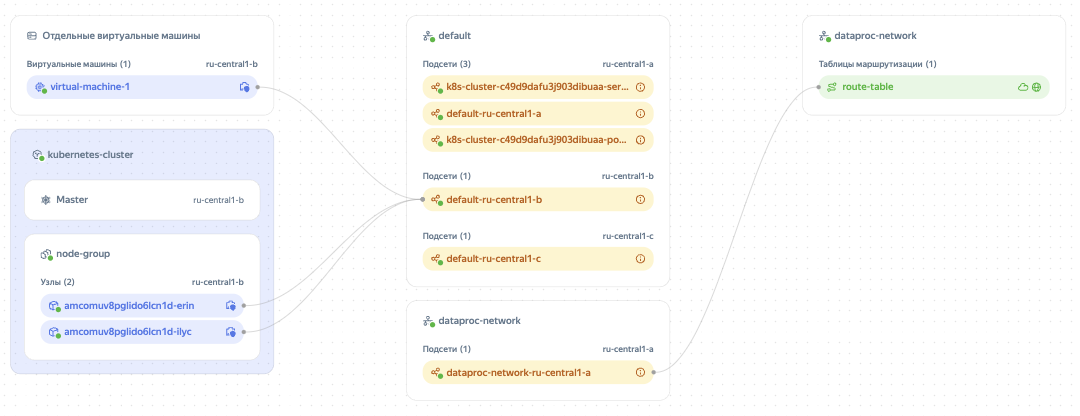 Отдельные виртуальные машины
Виртуальные машины (1) ru-central1-b
virtual-machine-1
kubernetes-cluster
Master ru-central1-b
node-group
Узлы (2) ru-central1-b
amcomuv8pglido6lcn1d-erin
amcomuv8pglido6lcn1d-ilyc
default
Подсети (3) ru-central1-a
k8s-cluster-c49d9dafu3j903dibuaa-ser...
default-ru-central1-a
k8s-cluster-c49d9dafu3j903dibuaa-po...
Подсети (1) ru-central1-b
default-ru-central1-b
Подсети (1) ru-central1-c
default-ru-central1-c
dataproc-network
Подсети (1) ru-central1-a
dataproc-network-ru-central1-a
dataproc-network
Таблицы маршрутизации (1)
route-table